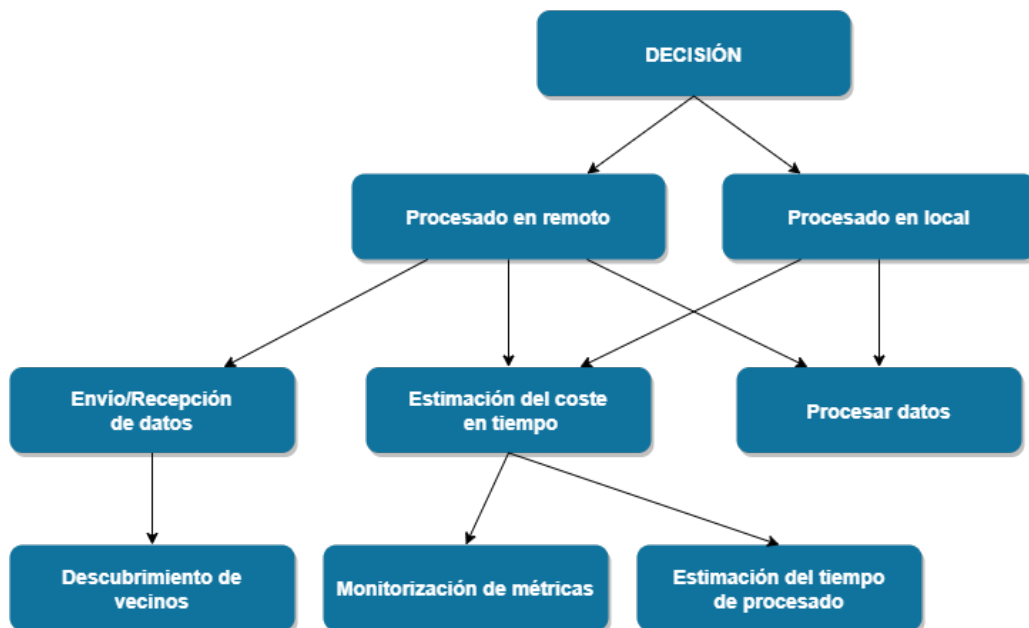 DECISIÓN
Procesado en remoto
Procesado en local
Envío/Recepción
de datos
Estimación del coste
en tiempo
Procesar datos
Descubrimiento de
vecinos
Monitorización de métricas
Estimación del tiempo
de procesado